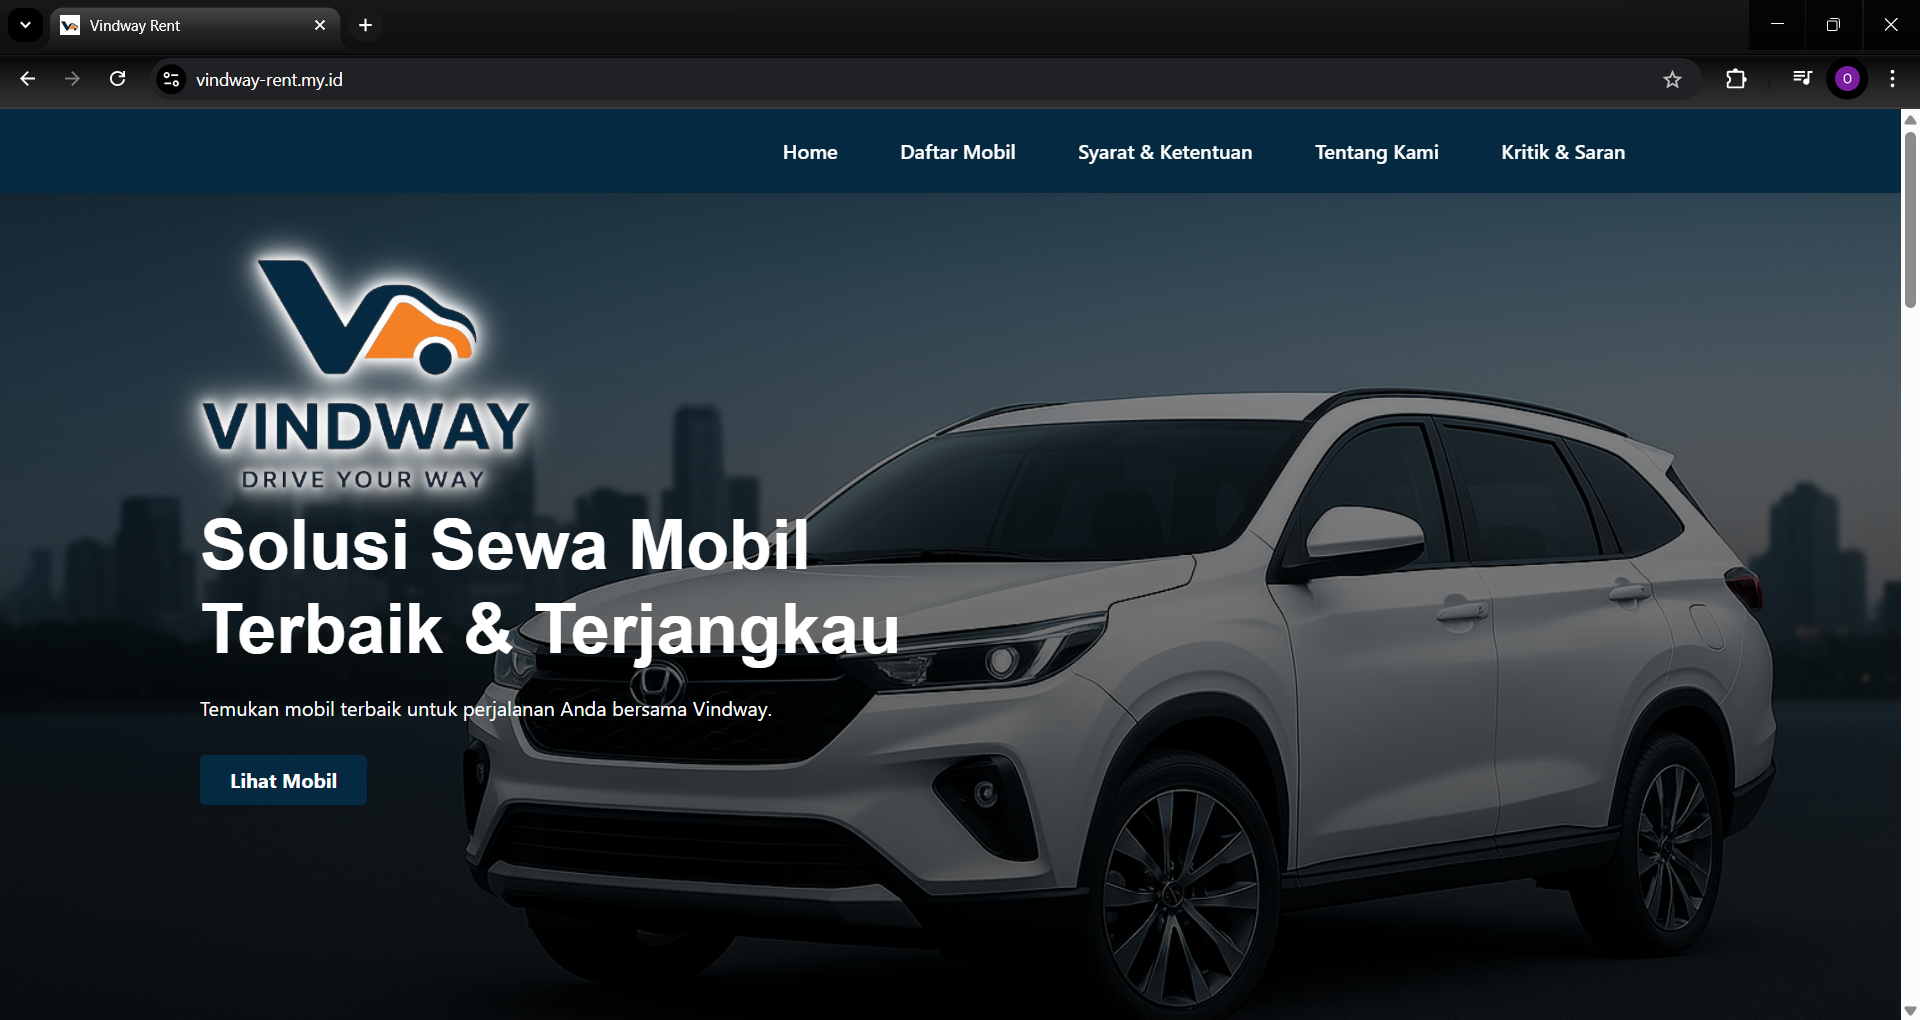 Vindway Rent
vindway-rent.my.id
O
Home Daftar Mobil Syarat & Ketentuan Tentang Kami Kritik & Saran
VINDWAY
DRIVE YOUR WAY
Solusi Sewa Mobil
Terbaik & Terjangkau
Temukan mobil terbaik untuk perjalanan Anda bersama Vindway.
Lihat Mobil